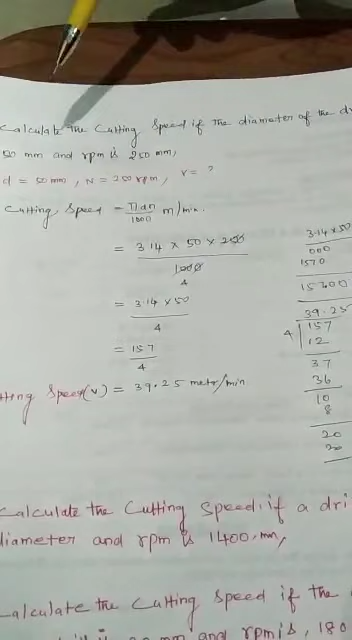 Calculate the Cutting Speed if the diameter of the
50 mm and rpm is 250 mm,
d = 50 mm, N = 250 rpm, v = ?
Cutting Speed = πdn/1000 m/min.
= 3.14 × 50 × 250 / 1000
4
= 3.14 × 50 / 4
= 157 / 4
Speed (v) = 39.25 metr/min
3.14 × 50
000
1570
15700
39.25
4 157
12
37
36
10
8
20
20
Calculate the Cutting Speed if a
diameter and rpm is 1400 mm,
Calculate the Cutting Speed if the
mm and rpm is, 180